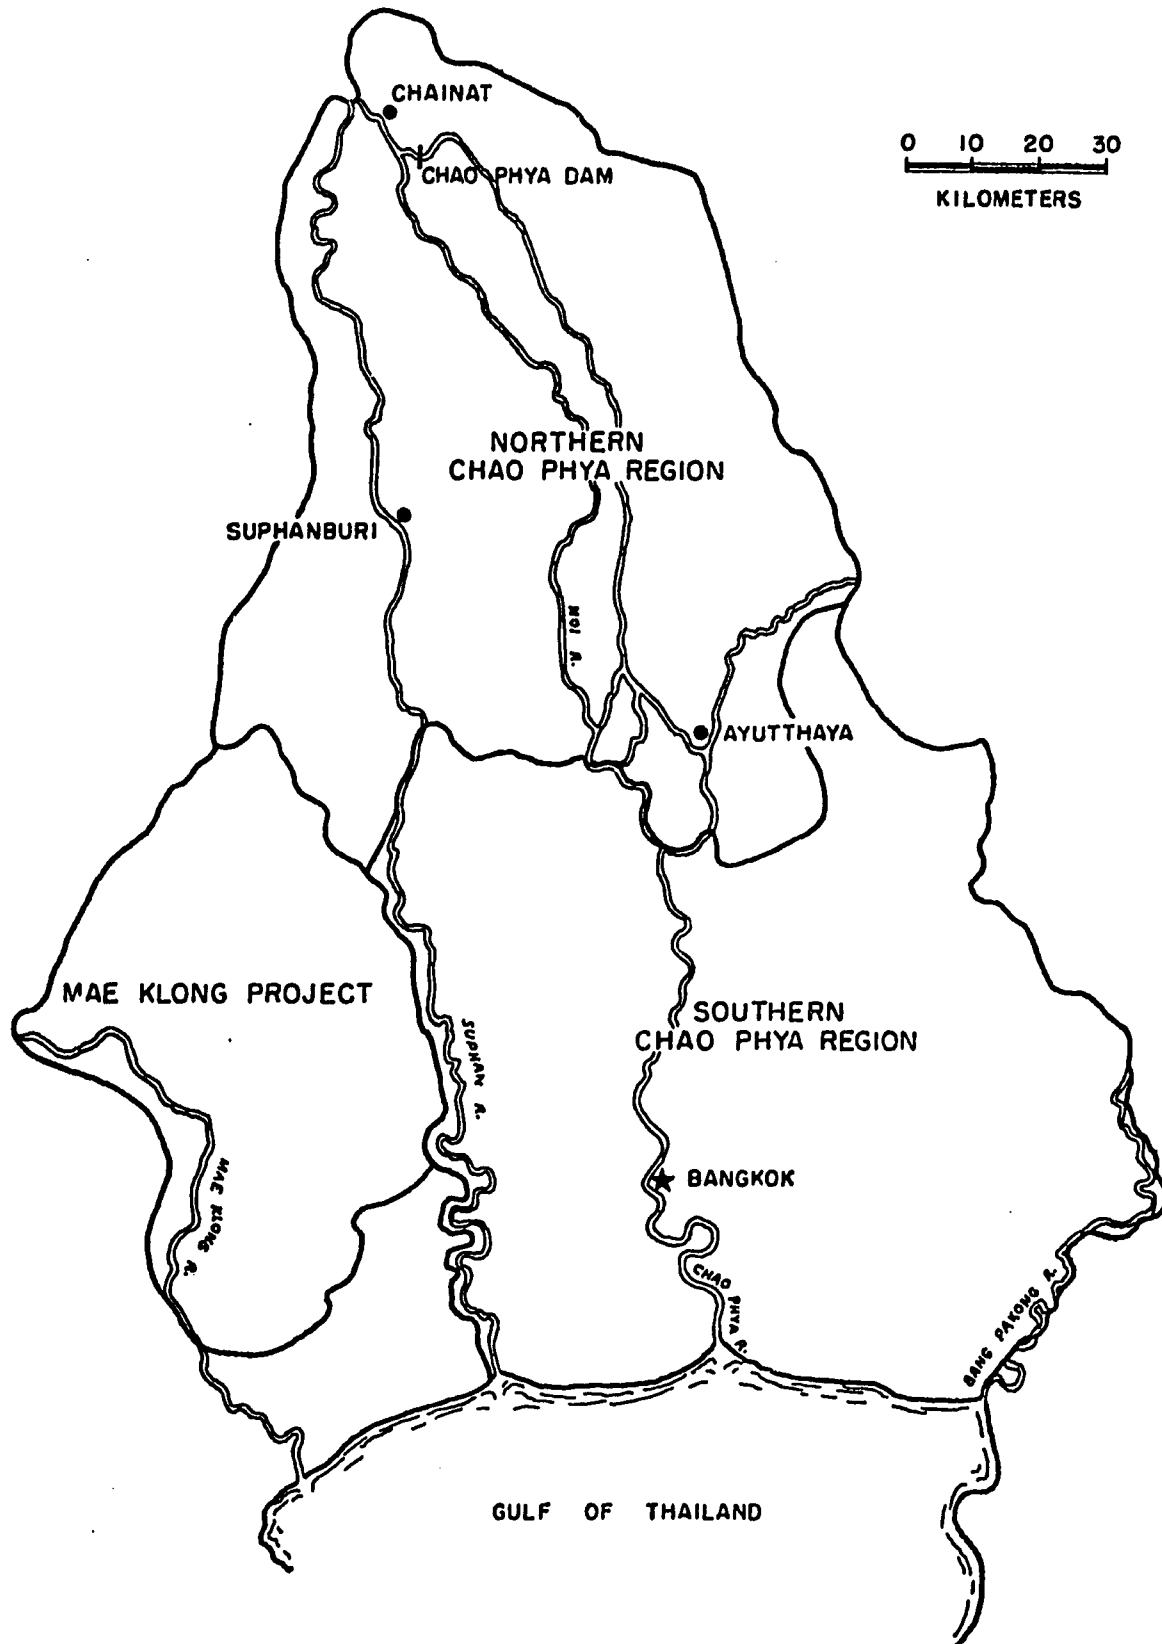 CHAINAT
0 10 20 30
KILOMETERS
CHAO PHYA DAM
NORTHERN
CHAO PHYA REGION
SUPHANBURI
NOI R.
AYUTTHAYA
MAE KLONG PROJECT
SOUTHERN
CHAO PHYA REGION
SUPHAN R.
MAE KLONG R.
BANGKOK
CHAO PHYA R.
BANG PAKONG R.
GULF OF THAILAND